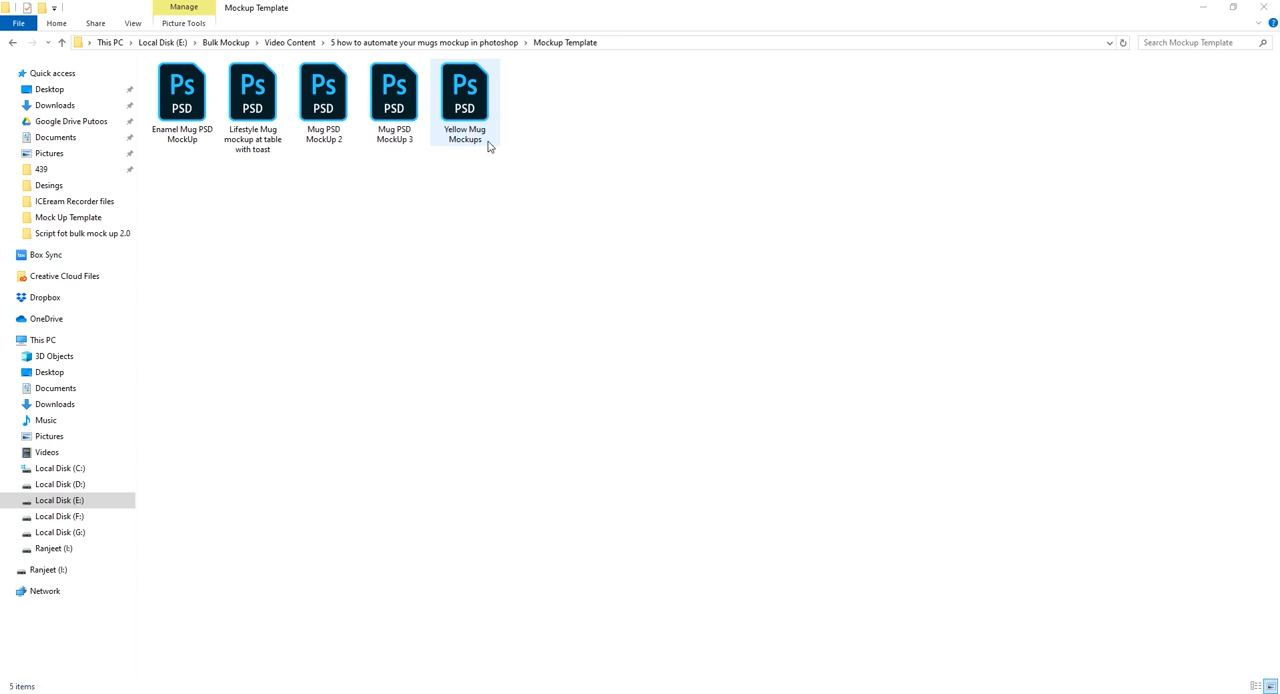 Manage
Mockup Template
File
Home
Share
View
Picture Tools
This PC > Local Disk (E:) > Bulk Mockup > Video Content > 5 how to automate your mugs mockup in photoshop > Mockup Template
Search Mockup Template
Quick access
Desktop
Downloads
Google Drive Putoos
Documents
Pictures
439
Desings
ICEream Recorder files
Mock Up Template
Script fot bulk mock up 2.0
Box Sync
Creative Cloud Files
Dropbox
OneDrive
This PC
3D Objects
Desktop
Documents
Downloads
Music
Pictures
Videos
Local Disk (C:)
Local Disk (D:)
Local Disk (E:)
Local Disk (F:)
Local Disk (G:)
Ranjeet (I:)
Ranjeet (I:)
Network
Ps
PSD
Enamel Mug PSD
MockUp
Ps
PSD
Lifestyle Mug
mockup at table
with toast
Ps
PSD
Mug PSD
MockUp 2
Ps
PSD
Mug PSD
MockUp 3
Ps
PSD
Yellow Mug
Mockups
5 items